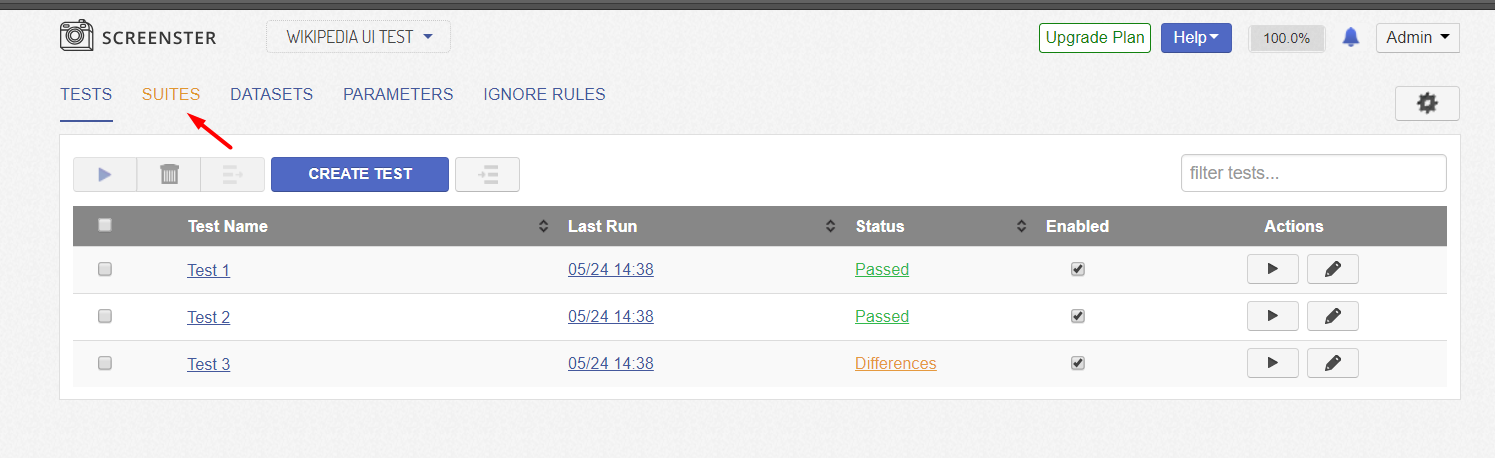 SCREENSTER WIKIPEDIA UI TEST Upgrade Plan Help 100.0% Admin
TESTS SUITES DATASETS PARAMETERS IGNORE RULES
CREATE TEST filter tests...
Test Name Last Run Status Enabled Actions
Test 1 05/24 14:38 Passed
Test 2 05/24 14:38 Passed
Test 3 05/24 14:38 Differences